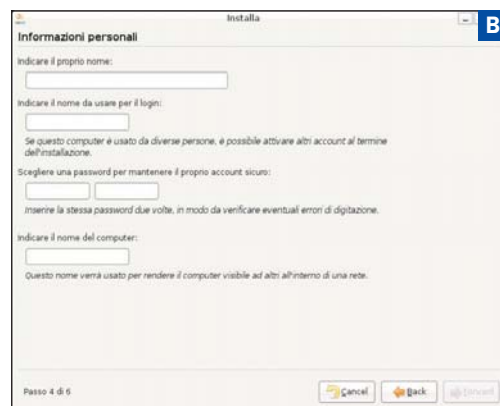 Installa
B
Informazioni personali
Indicare il proprio nome:
Indicare il nome da usare per il login:
Se questo computer è usato da diverse persone, è possibile attivare altri account al termine
dell'installazione.
Scegliere una password per mantenere il proprio account sicuro:
Inserire la stessa password due volte, in modo da verificare eventuali errori di digitazione.
Indicare il nome del computer:
Questo nome verrà usato per rendere il computer visibile ad altri all'interno di una rete.
Passo 4 di 6
Cancel
Back
Forward